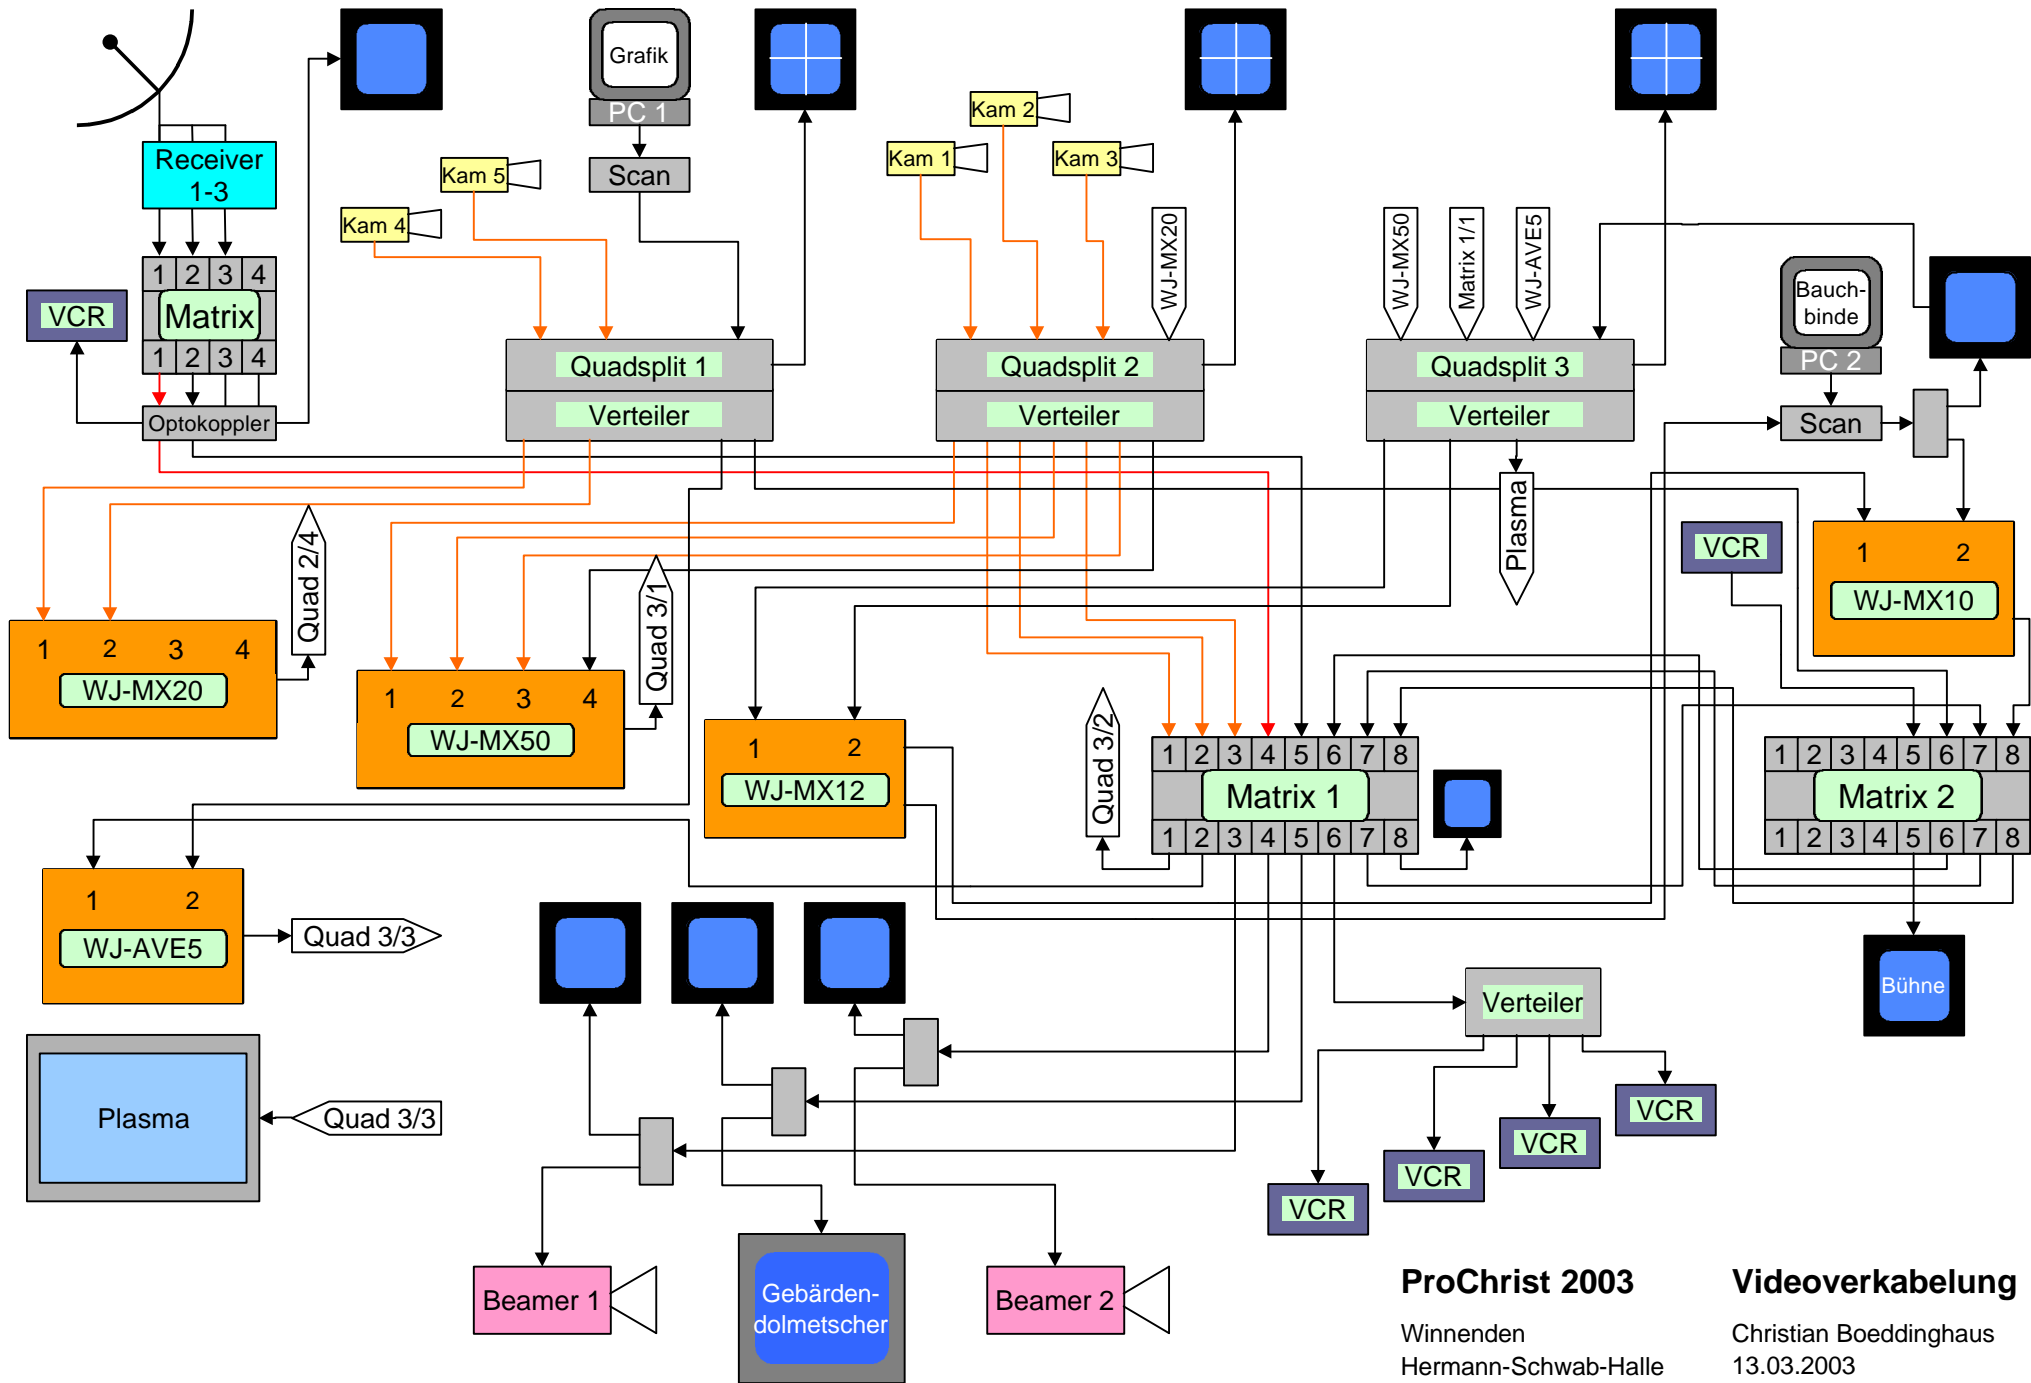 Grafik
PC 1
Scan
Kam 5
Kam 4
Kam 2
Kam 1
Kam 3
Receiver
1-3
1 2 3 4
Matrix
1 2 3 4
VCR
Optokoppler
WJ-MX20
WJ-MX50
Matrix 1/1
WJ-AVE5
Bauch-
binde
PC 2
Scan
Quadsplit 1
Verteiler
Quadsplit 2
Verteiler
Quadsplit 3
Verteiler
Quad 2/4
Quad 3/1
Plasma
VCR
1 2
WJ-MX10
1 2 3 4
WJ-MX20
1 2 3 4
WJ-MX50
1 2
WJ-MX12
Quad 3/2
1 2 3 4 5 6 7 8
Matrix 1
1 2 3 4 5 6 7 8
1 2 3 4 5 6 7 8
Matrix 2
1 2 3 4 5 6 7 8
1 2
WJ-AVE5
Quad 3/3
Bühne
Verteiler
Plasma
Quad 3/3
VCR
VCR
VCR
VCR
Beamer 1
Gebärden-
dolmetscher
Beamer 2
ProChrist 2003
Winnenden
Hermann-Schwab-Halle
Videoverkabelung
Christian Boeddinghaus
13.03.2003